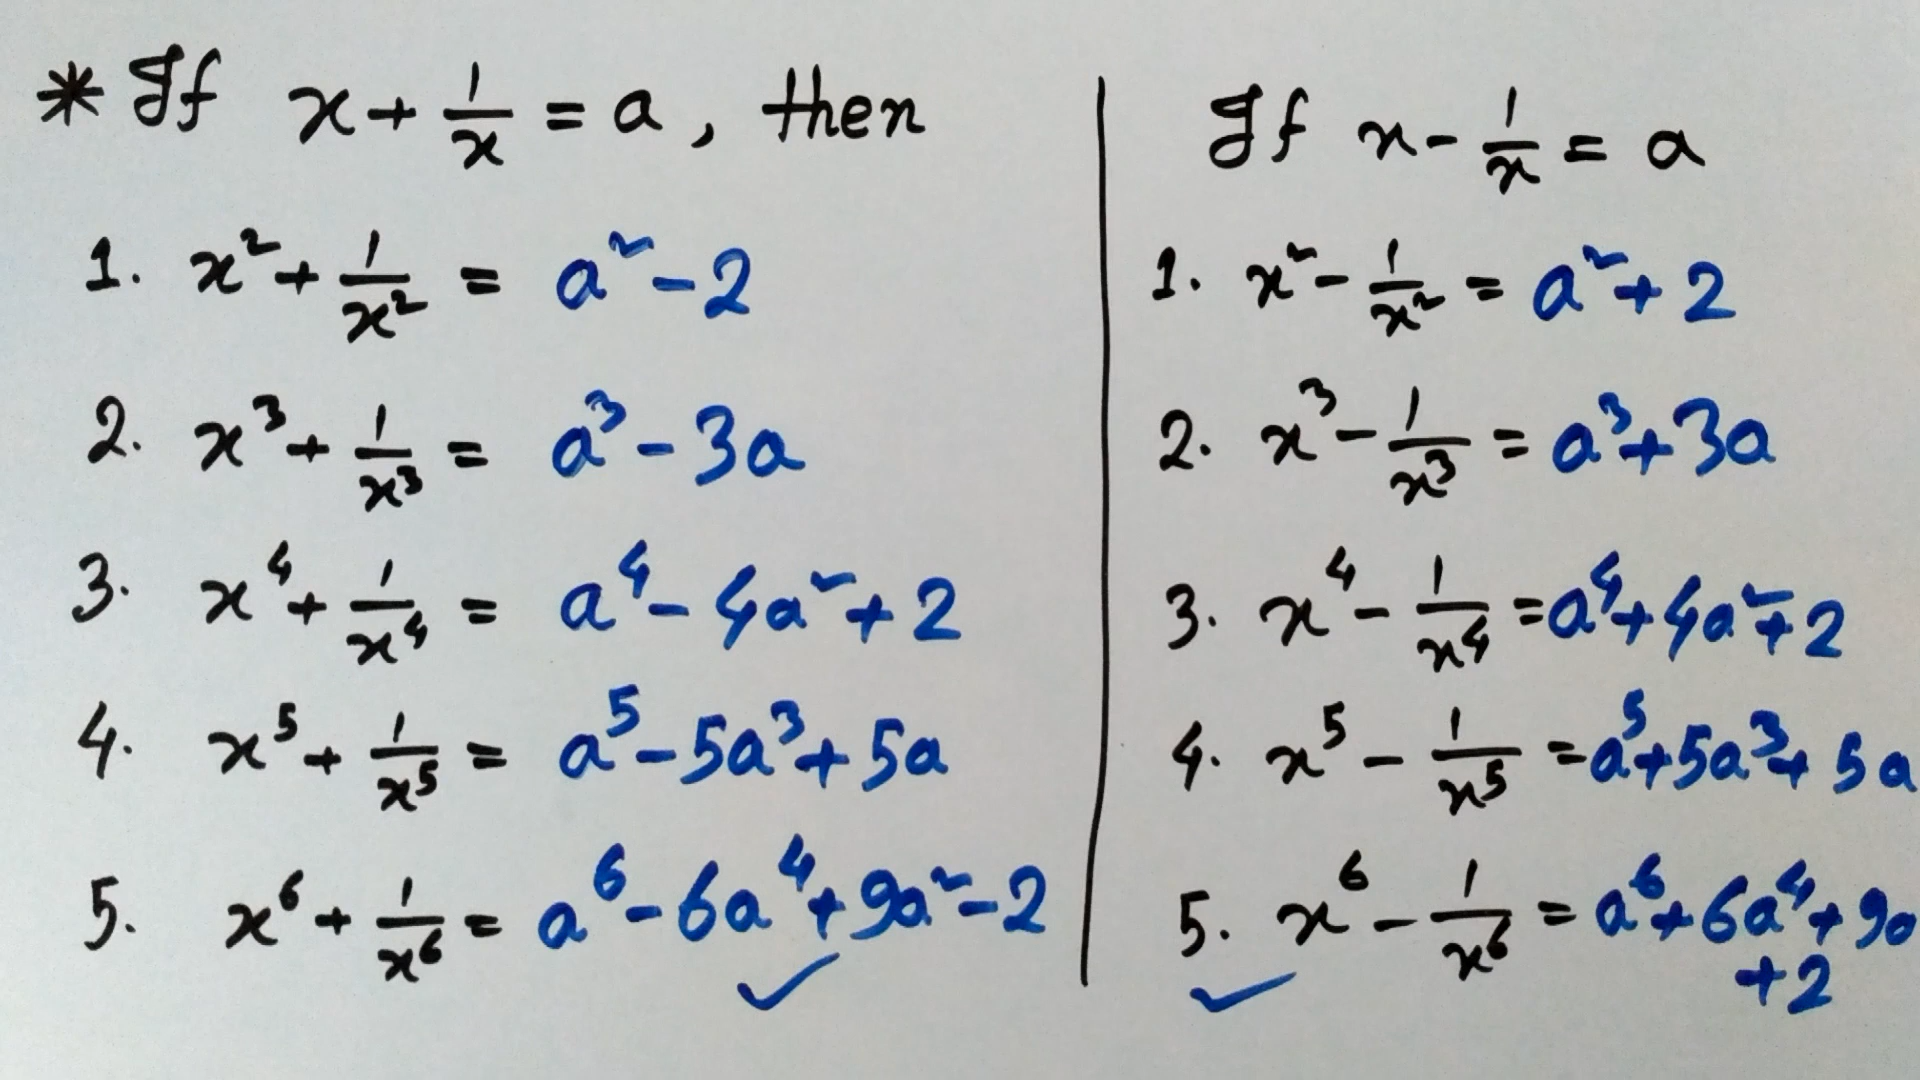 * If x + 1/x = a, then
1. x² + 1/x² = a² - 2
2. x³ + 1/x³ = a³ - 3a
3. x⁴ + 1/x⁴ = a⁴ - 4a² + 2
4. x⁵ + 1/x⁵ = a⁵ - 5a³ + 5a
5. x⁶ + 1/x⁶ = a⁶ - 6a⁴ + 9a² - 2
If x - 1/x = a
1. x² - 1/x² = a² + 2
2. x³ - 1/x³ = a³ + 3a
3. x⁴ - 1/x⁴ = a⁴ + 4a² + 2
4. x⁵ - 1/x⁵ = a⁵ + 5a³ + 5a
5. x⁶ - 1/x⁶ = a⁶ + 6a⁴ + 9a
+ 2